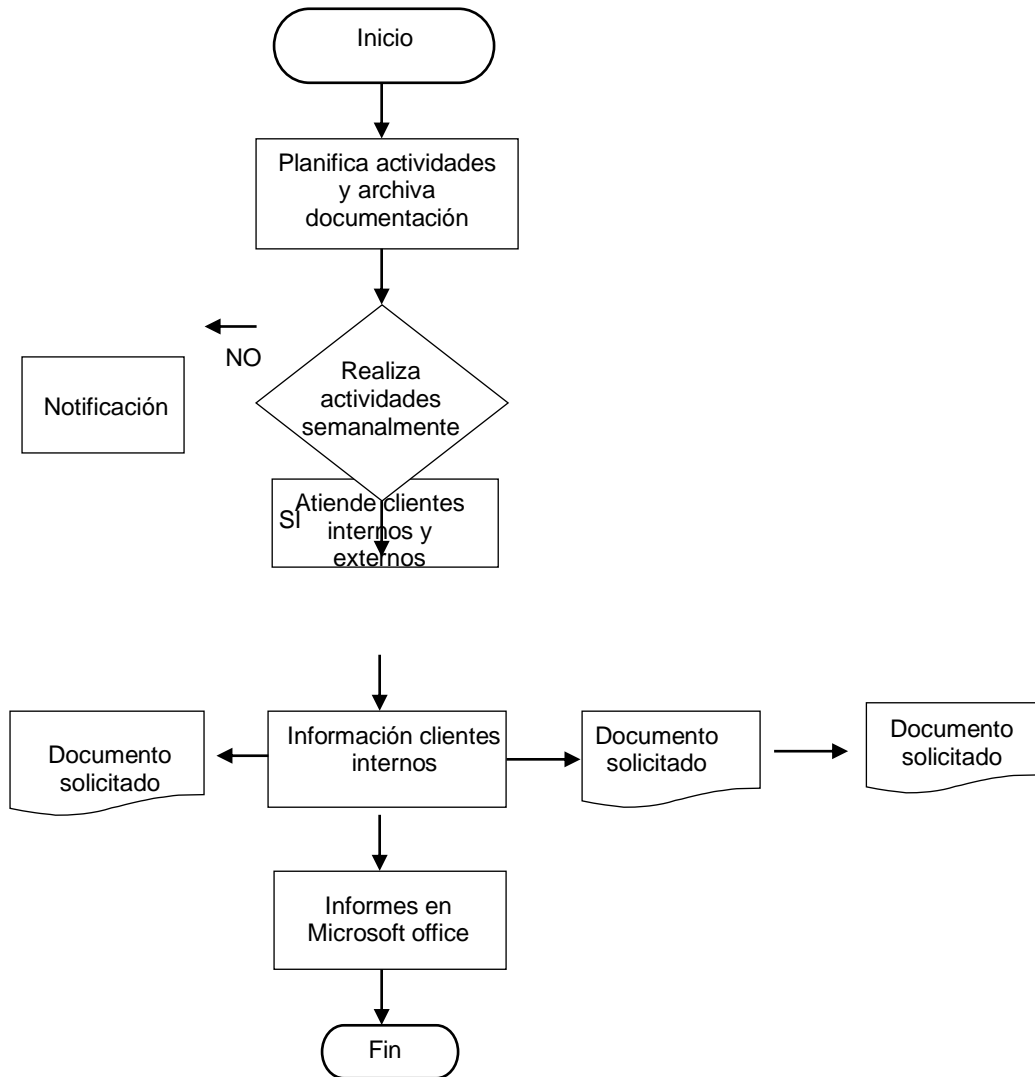 Inicio
Planifica actividades
y archiva
documentación
NO
Notificación
Realiza
actividades
semanalmente
SÍ
Atiende clientes
internos y
externos
Documento
solicitado
Información clientes
internos
Documento
solicitado
Documento
solicitado
Informes en
Microsoft office
Fin